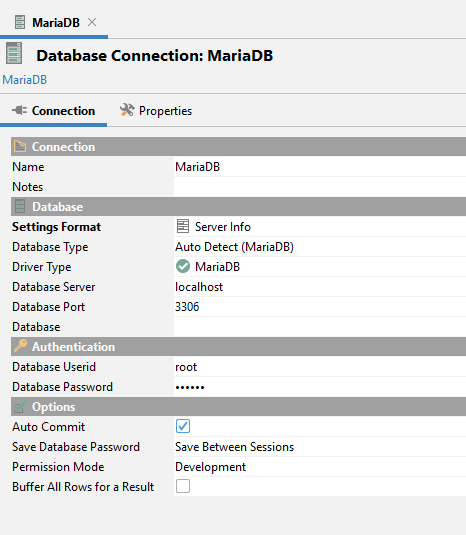 MariaDB
Database Connection: MariaDB
MariaDB
Connection Properties
Connection
Name MariaDB
Notes
Database
Settings Format Server Info
Database Type Auto Detect (MariaDB)
Driver Type MariaDB
Database Server localhost
Database Port 3306
Database
Authentication
Database Userid root
Database Password ••••••
Options
Auto Commit
Save Database Password Save Between Sessions
Permission Mode Development
Buffer All Rows for a Result